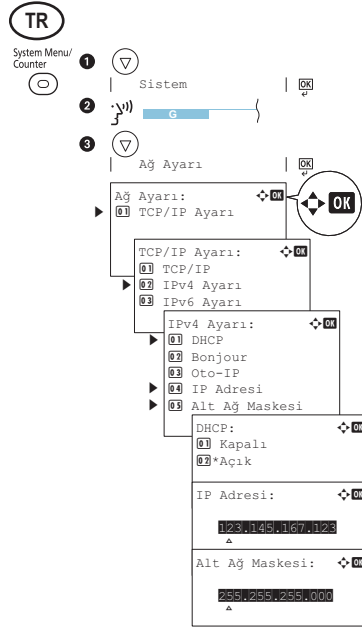 TR
System Menu/
Counter
1
Sistem OK
2 G
3
Ağ Ayarı OK
Ağ Ayarı: OK
01 TCP/IP Ayarı
OK
TCP/IP Ayarı: OK
01 TCP/IP
02 IPv4 Ayarı
03 IPv6 Ayarı
IPv4 Ayarı: OK
01 DHCP
02 Bonjour
03 Oto-IP
04 IP Adresi
05 Alt Ağ Maskesi
DHCP: OK
01 Kapalı
02*Açık
IP Adresi: OK
123.145.167.123
Alt Ağ Maskesi: OK
255.255.255.000